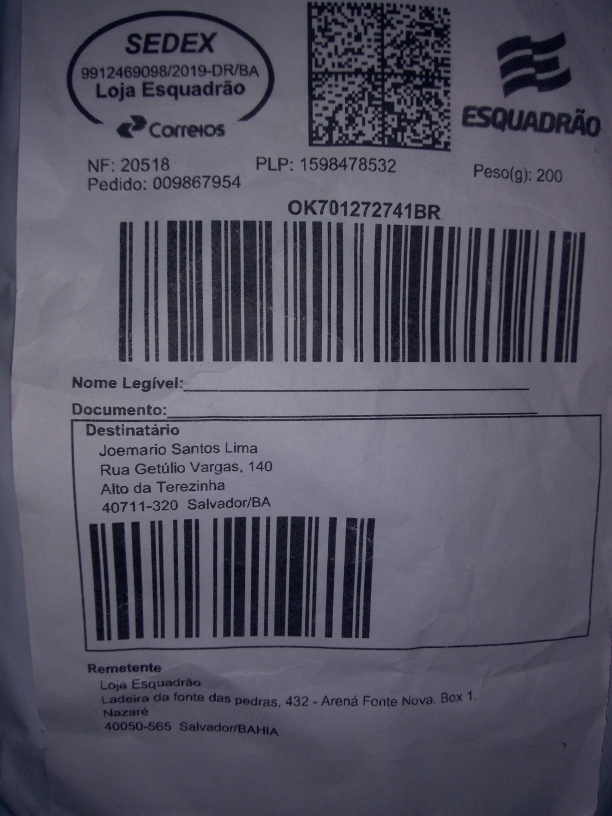 SEDEX
9912469098/2019-DR/BA
Loja Esquadrão
Correios
ESQUADRÃO
NF: 20518 PLP: 1598478532 Peso(g): 200
Pedido: 009867954
OK701272741BR
Nome Legível:
Documento:
Destinatário
Joemario Santos Lima
Rua Getúlio Vargas, 140
Alto da Terezinha
40711-320 Salvador/BA
Remetente
Loja Esquadrão
Ladeira da fonte das pedras, 432 - Arena Fonte Nova. Box 1.
Nazaré
40050-565 Salvador/BAHIA